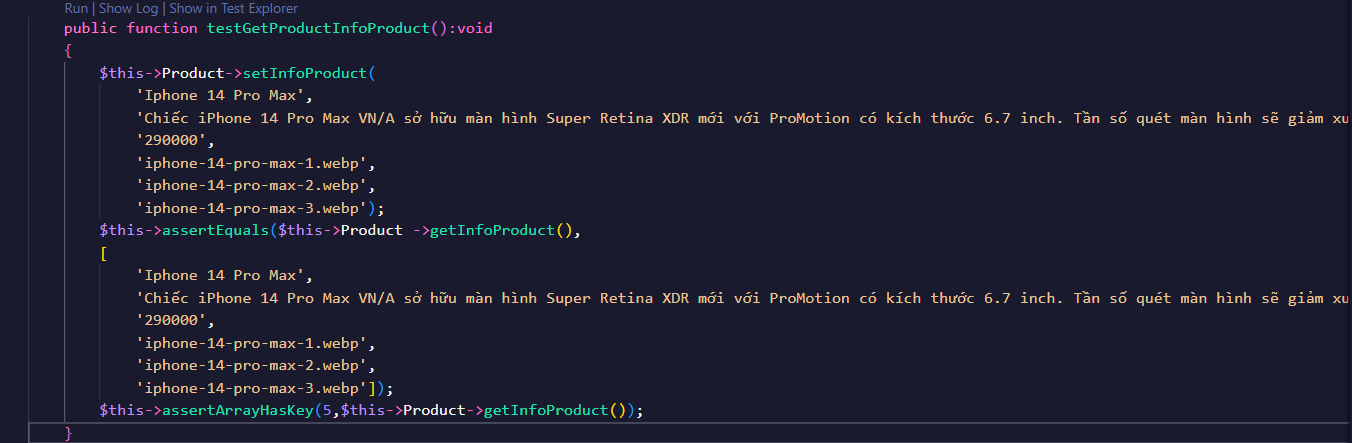 Run | Show Log | Show in Test Explorer
public function testGetProductInfoProduct():void
{
$this->Product->setInfoProduct(
'Iphone 14 Pro Max',
'Chiếc iPhone 14 Pro Max VN/A sở hữu màn hình Super Retina XDR mới với ProMotion có kích thước 6.7 inch. Tần số quét màn hình sẽ giảm xu
'290000',
'iphone-14-pro-max-1.webp',
'iphone-14-pro-max-2.webp',
'iphone-14-pro-max-3.webp');
$this->assertEquals($this->Product ->getInfoProduct(),
[
'Iphone 14 Pro Max',
'Chiếc iPhone 14 Pro Max VN/A sở hữu màn hình Super Retina XDR mới với ProMotion có kích thước 6.7 inch. Tần số quét màn hình sẽ giảm xu
'290000',
'iphone-14-pro-max-1.webp',
'iphone-14-pro-max-2.webp',
'iphone-14-pro-max-3.webp']);
$this->assertArrayHasKey(5,$this->Product->getInfoProduct());
}